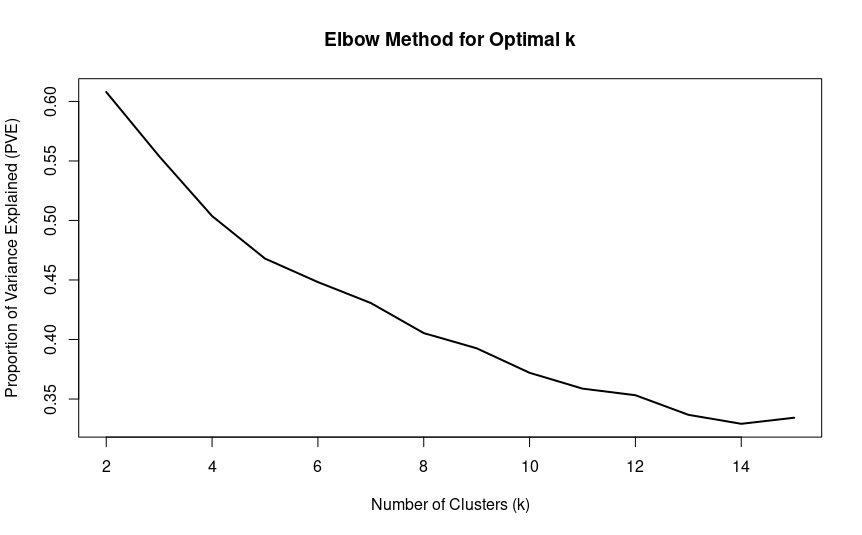 Elbow Method for Optimal k
Proportion of Variance Explained (PVE)
0.60
0.55
0.50
0.45
0.40
0.35
2 4 6 8 10 12 14
Number of Clusters (k)